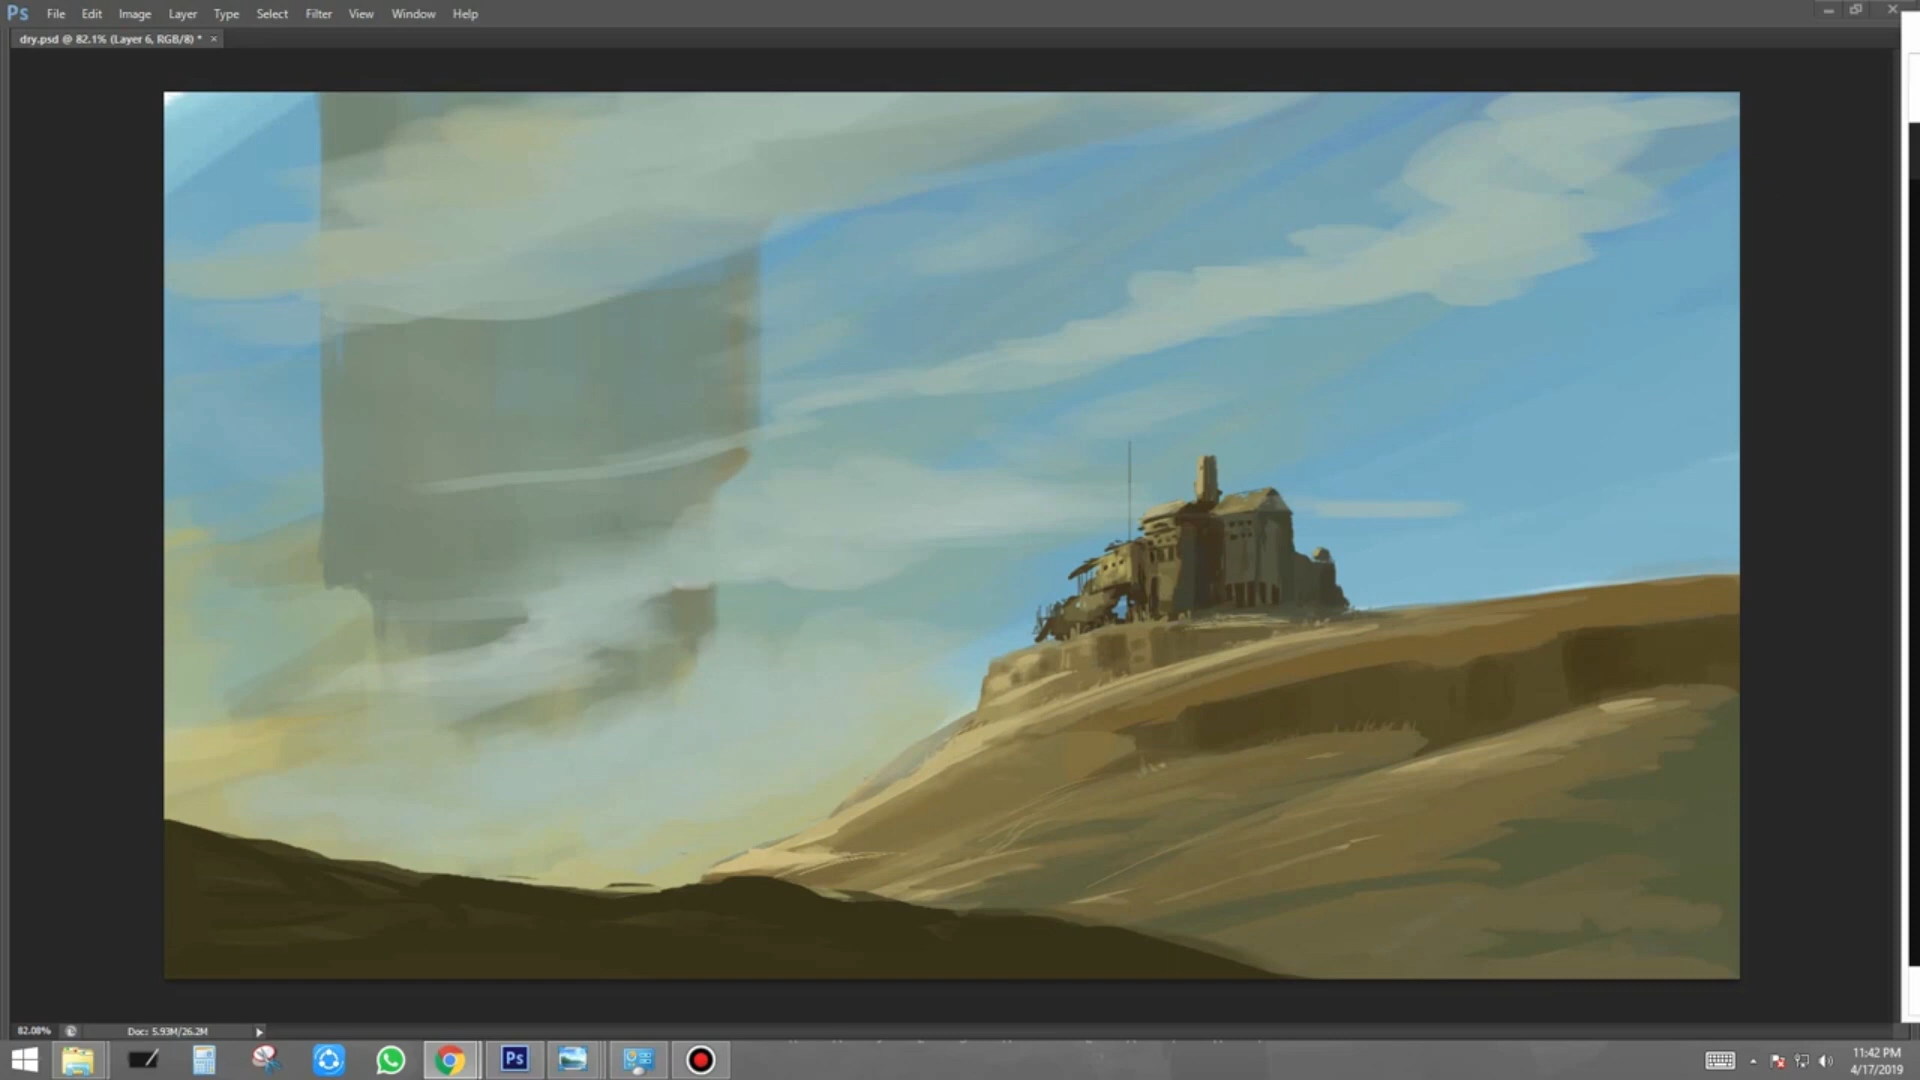 Ps File Edit Image Layer Type Select Filter View Window Help
dry.psd @ 82.1% (Layer 6, RGB/8) *
82.08% Doc: 5.93M/26.2M
Ps
11:42 PM
4/17/2019